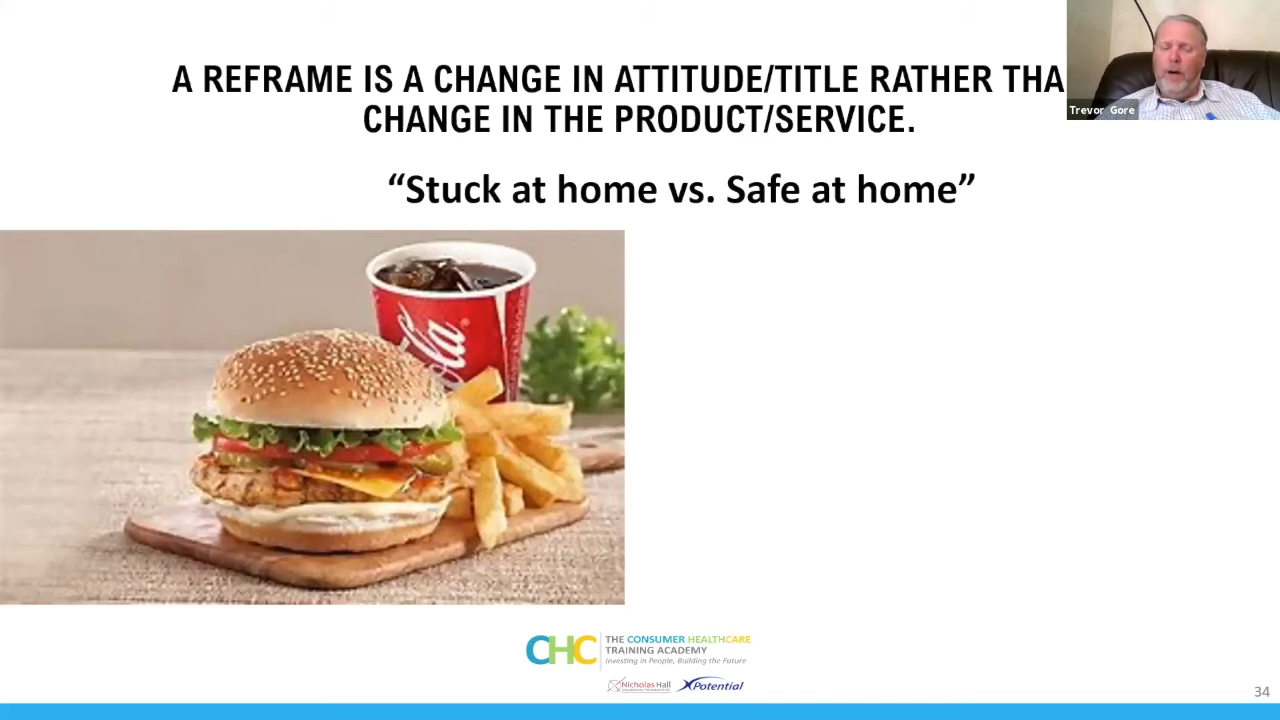 A REFRAME IS A CHANGE IN ATTITUDE/TITLE RATHER THA
CHANGE IN THE PRODUCT/SERVICE.
Trevor Gore
“Stuck at home vs. Safe at home”
CHC THE CONSUMER HEALTHCARE
TRAINING ACADEMY
Investing in People, Building the Future
Nicholas Hall
XPotential
34